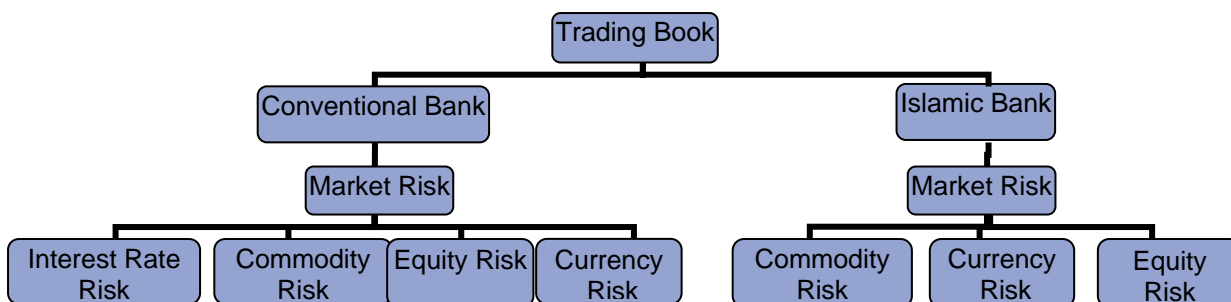 Trading Book
Conventional Bank
Islamic Bank
Market Risk
Market Risk
Interest Rate
Risk
Commodity
Risk
Equity Risk
Currency
Risk
Commodity
Risk
Currency
Risk
Equity
Risk